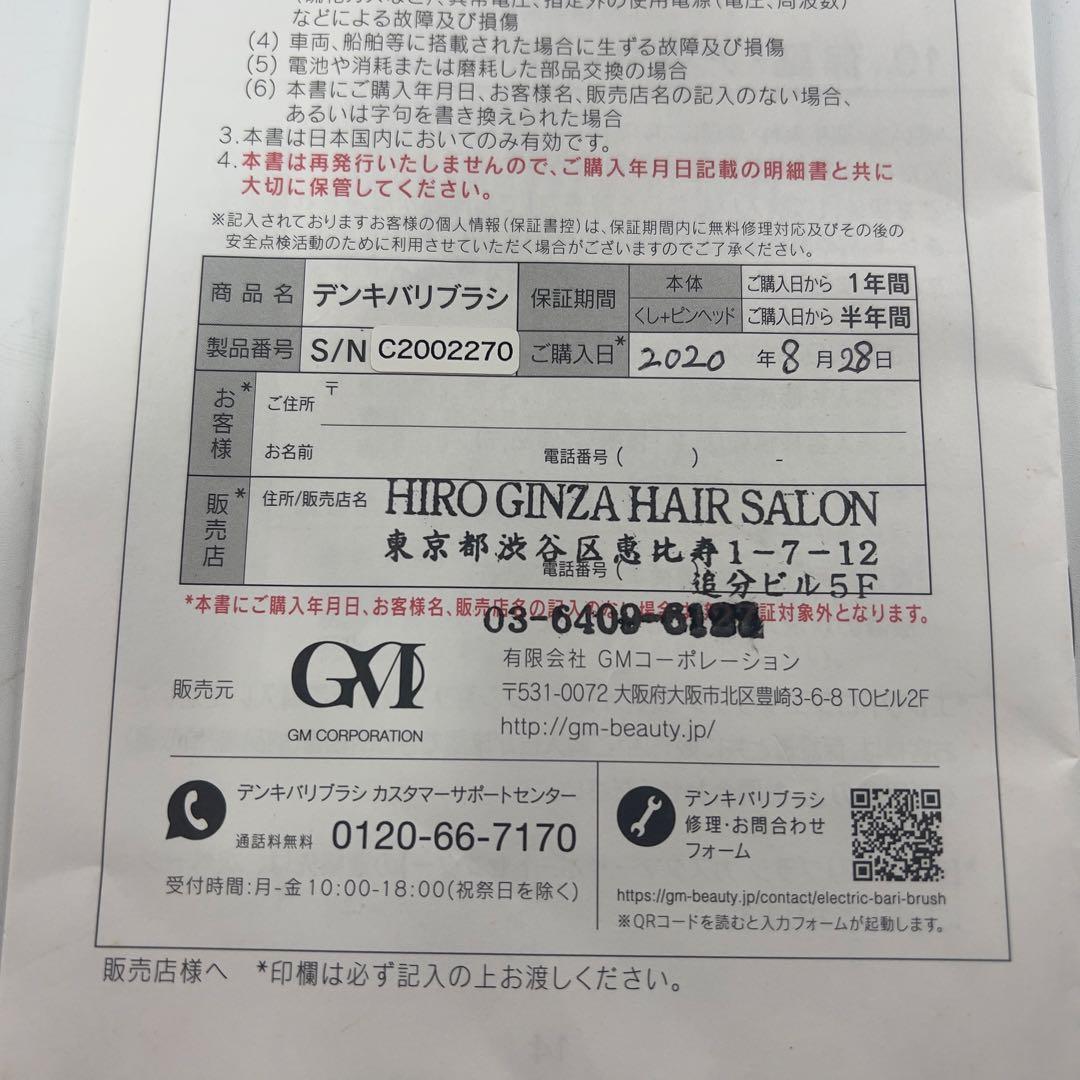 などによる故障及び損傷
(4) 車両、船舶等に搭載された場合に生ずる故障及び損傷
(5) 電池や消耗または磨耗した部品交換の場合
(6) 本書にご購入年月日、お客様名、販売店名の記入のない場合、
あるいは字句を書き換えられた場合
3.本書は日本国内においてのみ有効です。
4.本書は再発行いたしませんので、ご購入年月日記載の明細書と共に
大切に保管してください。
※記入されておりますお客様の個人情報(保証書控)は、保証期間内に無料修理対応及びその後の
安全点検活動のために利用させていただく場合がございますのでご了承ください。
商品名 デンキバリブラシ 保証期間 本体 ご購入日から 1年間
くし+ピンヘッド ご購入日から 半年間
製品番号 S/N C2002270 ご購入日* 2020 年 8 月 28 日
お客様*
ご住所 〒
お名前 電話番号 ( ) -
販売店*
住所/販売店名 HIRO GINZA HAIR SALON
東京都渋谷区恵比寿1-7-12
電話番号 ( 追分ビル5F
*本書にご購入年月日、お客様名、販売店名の記入のない場合 証対象外となります。
03-6409-
販売元
GM
GM CORPORATION
有限会社 GMコーポレーション
〒531-0072 大阪府大阪市北区豊崎3-6-8 TOビル2F
http://gm-beauty.jp/
デンキバリブラシ カスタマーサポートセンター
通話料無料 0120-66-7170
受付時間:月-金10:00-18:00(祝祭日を除く)
デンキバリブラシ
修理・お問合わせ
フォーム
https://gm-beauty.jp/contact/electric-bari-brush
※QRコードを読むと入力フォームが起動します。
販売店様へ *印欄は必ず記入の上お渡しください。